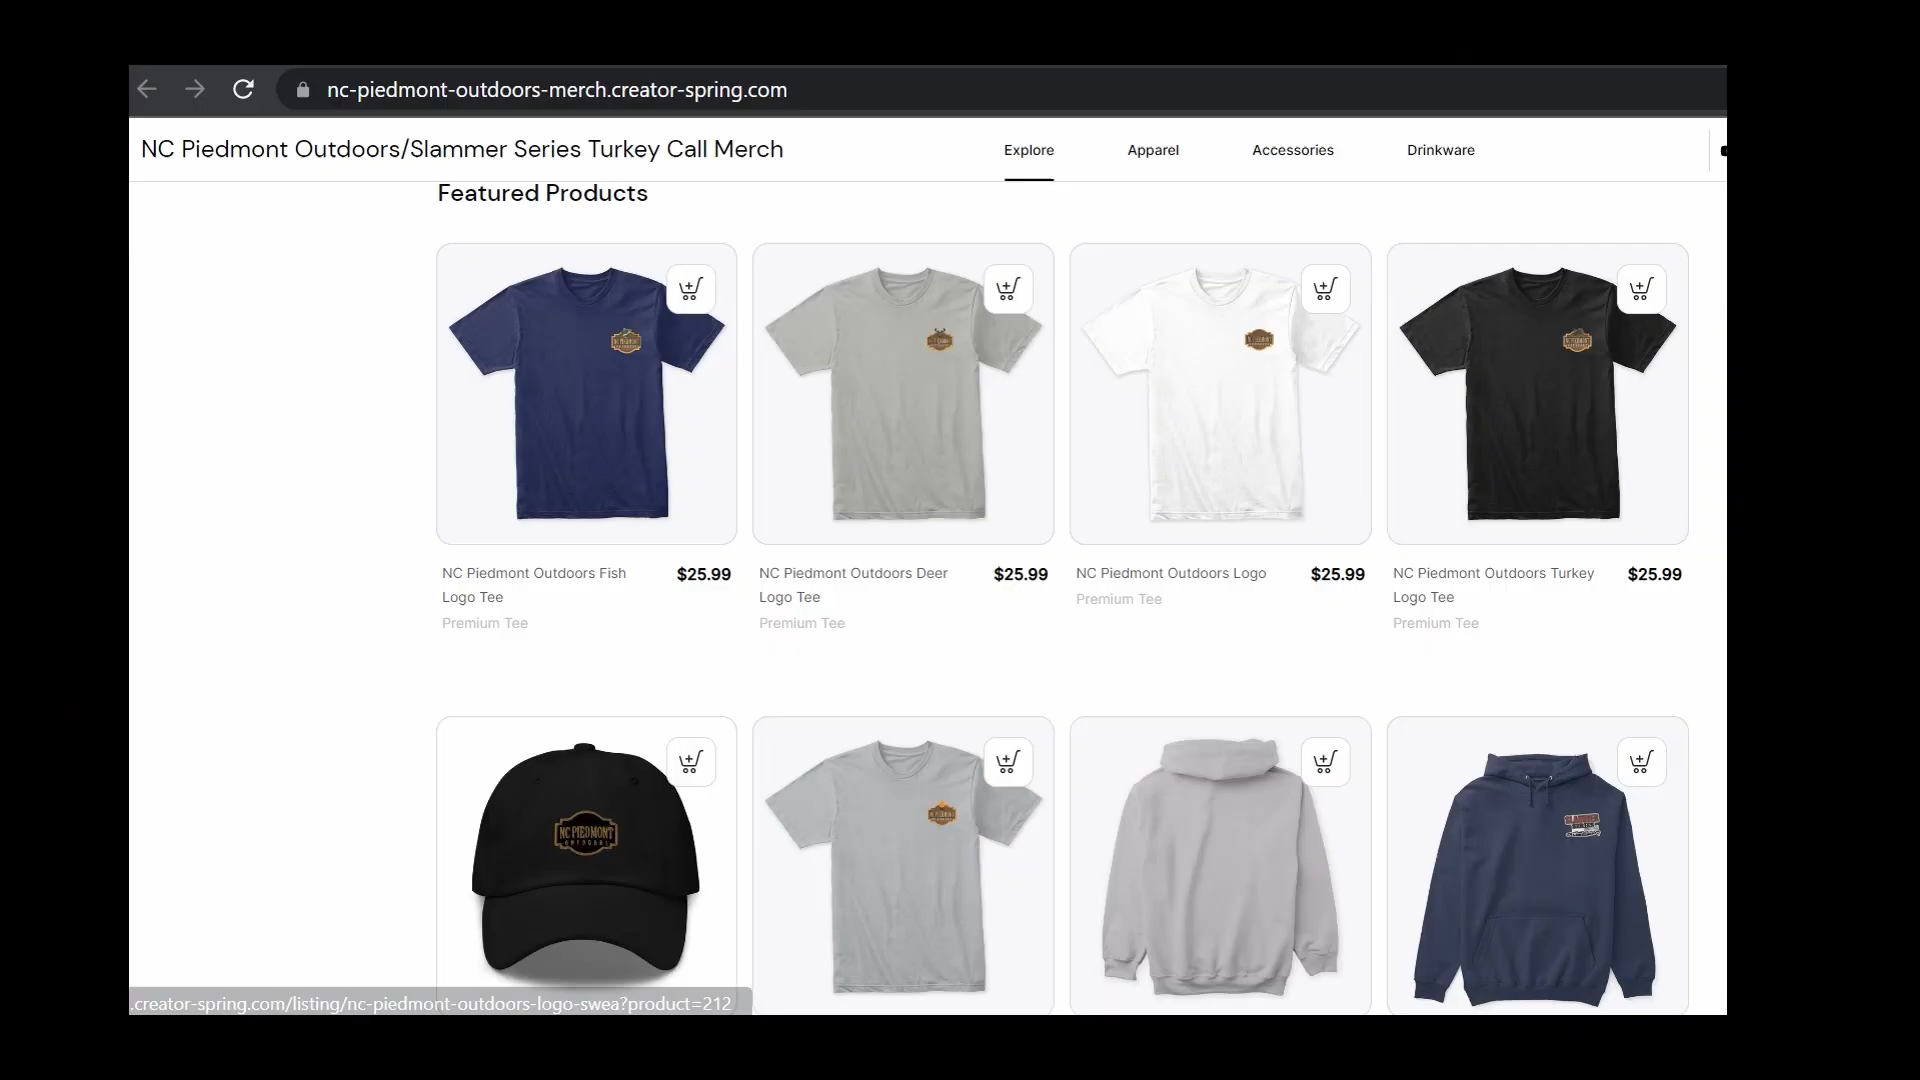 nc-piedmont-outdoors-merch.creator-spring.com
NC Piedmont Outdoors/Slammer Series Turkey Call Merch
Explore
Apparel
Accessories
Drinkware
Featured Products
NC Piedmont Outdoors Fish
Logo Tee
$25.99
Premium Tee
NC Piedmont Outdoors Deer
Logo Tee
$25.99
Premium Tee
NC Piedmont Outdoors Logo
$25.99
Premium Tee
NC Piedmont Outdoors Turkey
Logo Tee
$25.99
Premium Tee
NC PIEDMONT
OUTDOORS
SLAMMER
SERIES
.creator-spring.com/listing/nc-piedmont-outdoors-logo-swea?product=212